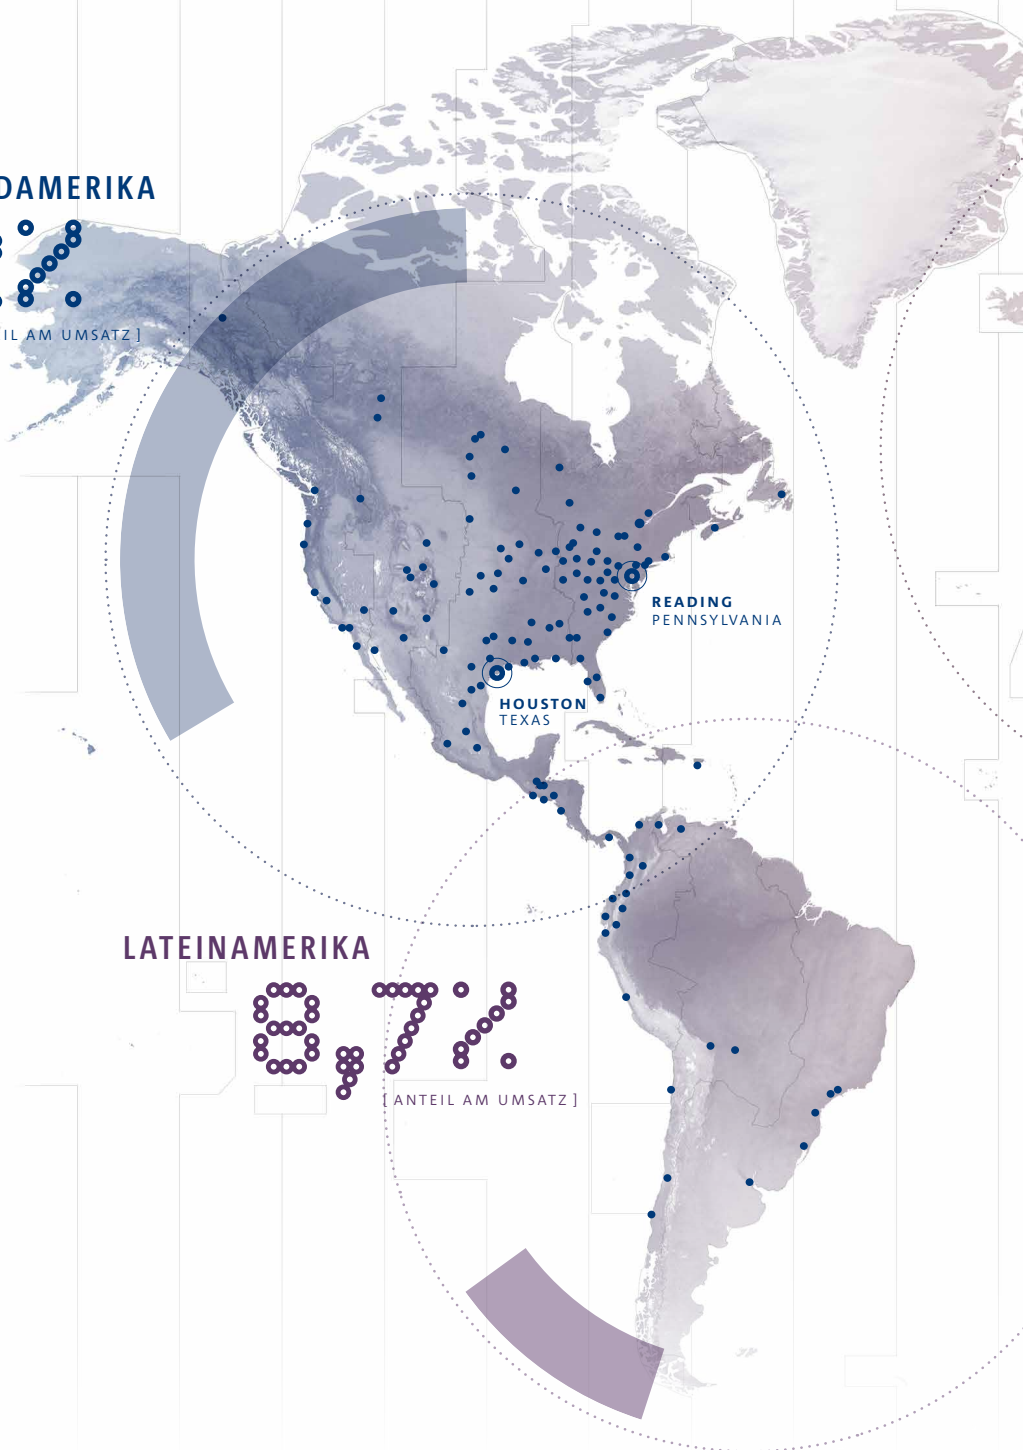 DAMERIKA
%
IL AM UMSATZ ]
READING
PENNSYLVANIA
HOUSTON
TEXAS
LATEINAMERIKA
8,7%
[ ANTEIL AM UMSATZ ]